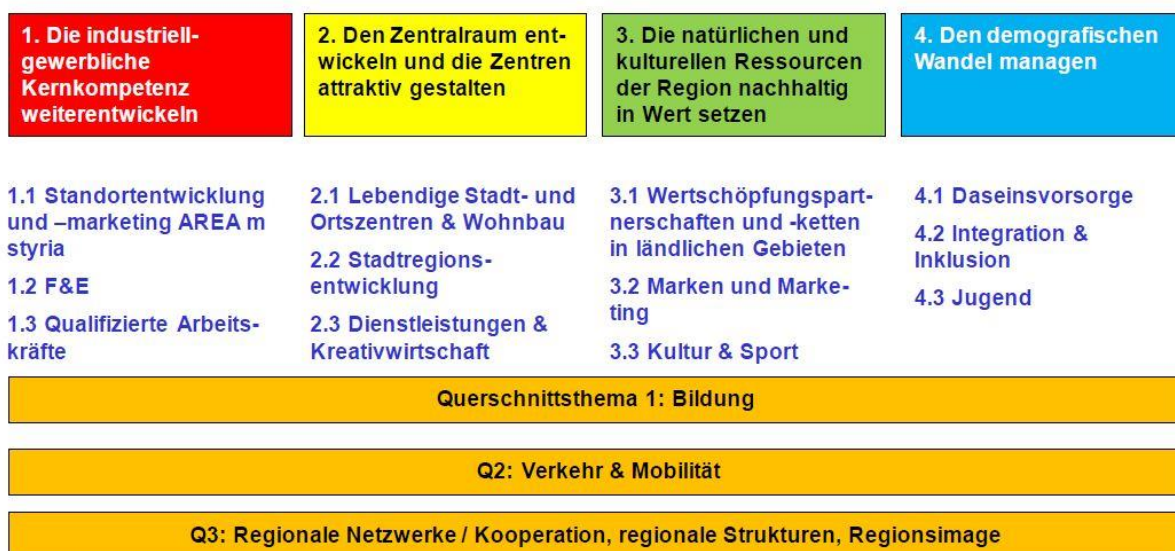 1. Die industriell-
gewerbliche
Kernkompetenz
weiterentwickeln
2. Den Zentralraum ent-
wickeln und die Zentren
attraktiv gestalten
3. Die natürlichen und
kulturellen Ressourcen
der Region nachhaltig
in Wert setzen
4. Den demografischen
Wandel managen
1.1 Standortentwicklung
und –marketing AREA m
styria
1.2 F&E
1.3 Qualifizierte Arbeits-
kräfte
2.1 Lebendige Stadt- und
Ortszentren & Wohnbau
2.2 Stadtregions-
entwicklung
2.3 Dienstleistungen &
Kreativwirtschaft
3.1 Wertschöpfungspart-
nerschaften und -ketten
in ländlichen Gebieten
3.2 Marken und Marke-
ting
3.3 Kultur & Sport
4.1 Daseinsvorsorge
4.2 Integration &
Inklusion
4.3 Jugend
Querschnittsthema 1: Bildung
Q2: Verkehr & Mobilität
Q3: Regionale Netzwerke / Kooperation, regionale Strukturen, Regionsimage